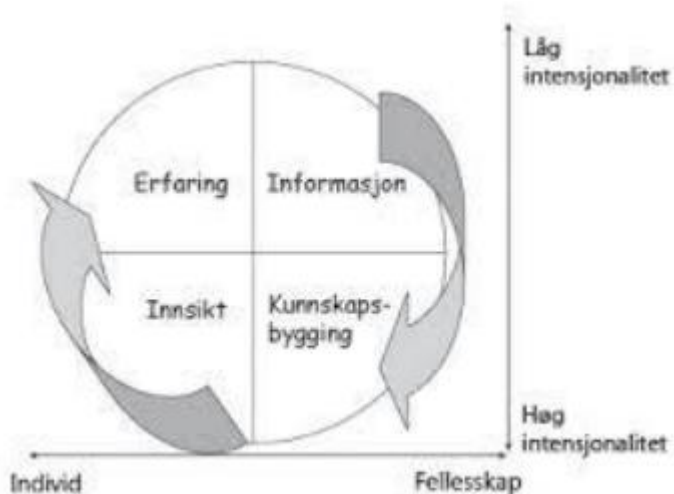 Låg
intensjonalitet
Erfaring
Informasjon
Innsikt
Kunnskaps-
bygging
Høg
intensjonalitet
Individ
Fellesskap